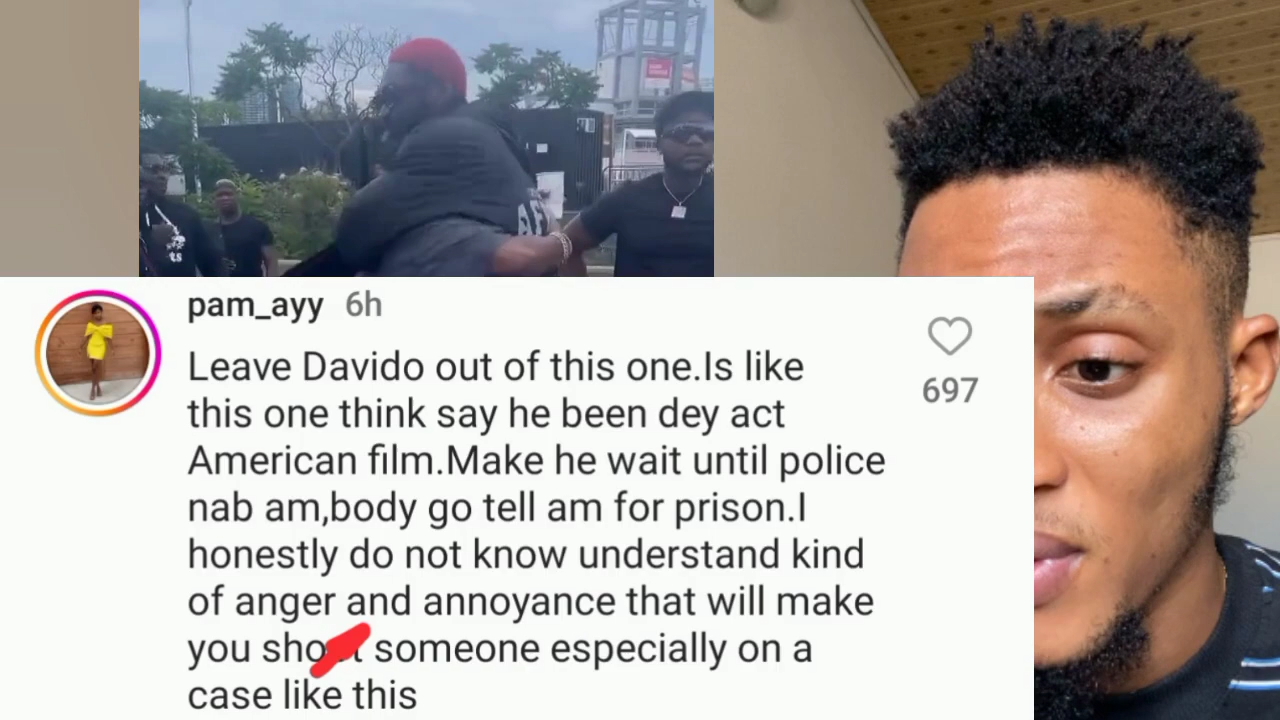 pam_ayy 6h
Leave Davido out of this one.Is like
this one think say he been dey act
American film.Make he wait until police
nab am,body go tell am for prison.I
honestly do not know understand kind
of anger and annoyance that will make
you shoot someone especially on a
case like this
697